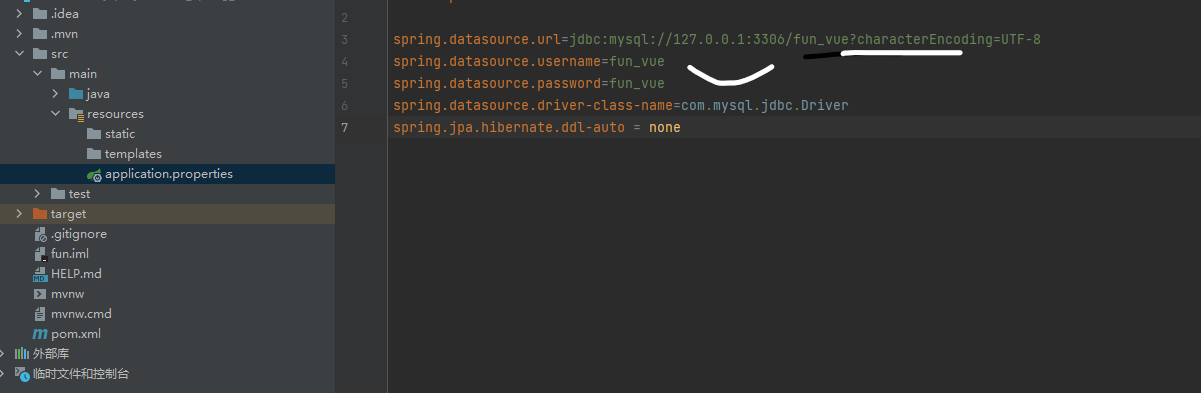 .idea
.mvn
src
main
java
resources
static
templates
application.properties
test
target
.gitignore
fun.iml
HELP.md
mvnw
mvnw.cmd
pom.xml
外部库
临时文件和控制台
2
3 spring.datasource.url=jdbc:mysql://127.0.0.1:3306/fun_vue?characterEncoding=UTF-8
4 spring.datasource.username=fun_vue
5 spring.datasource.password=fun_vue
6 spring.datasource.driver-class-name=com.mysql.jdbc.Driver
7 spring.jpa.hibernate.ddl-auto = none